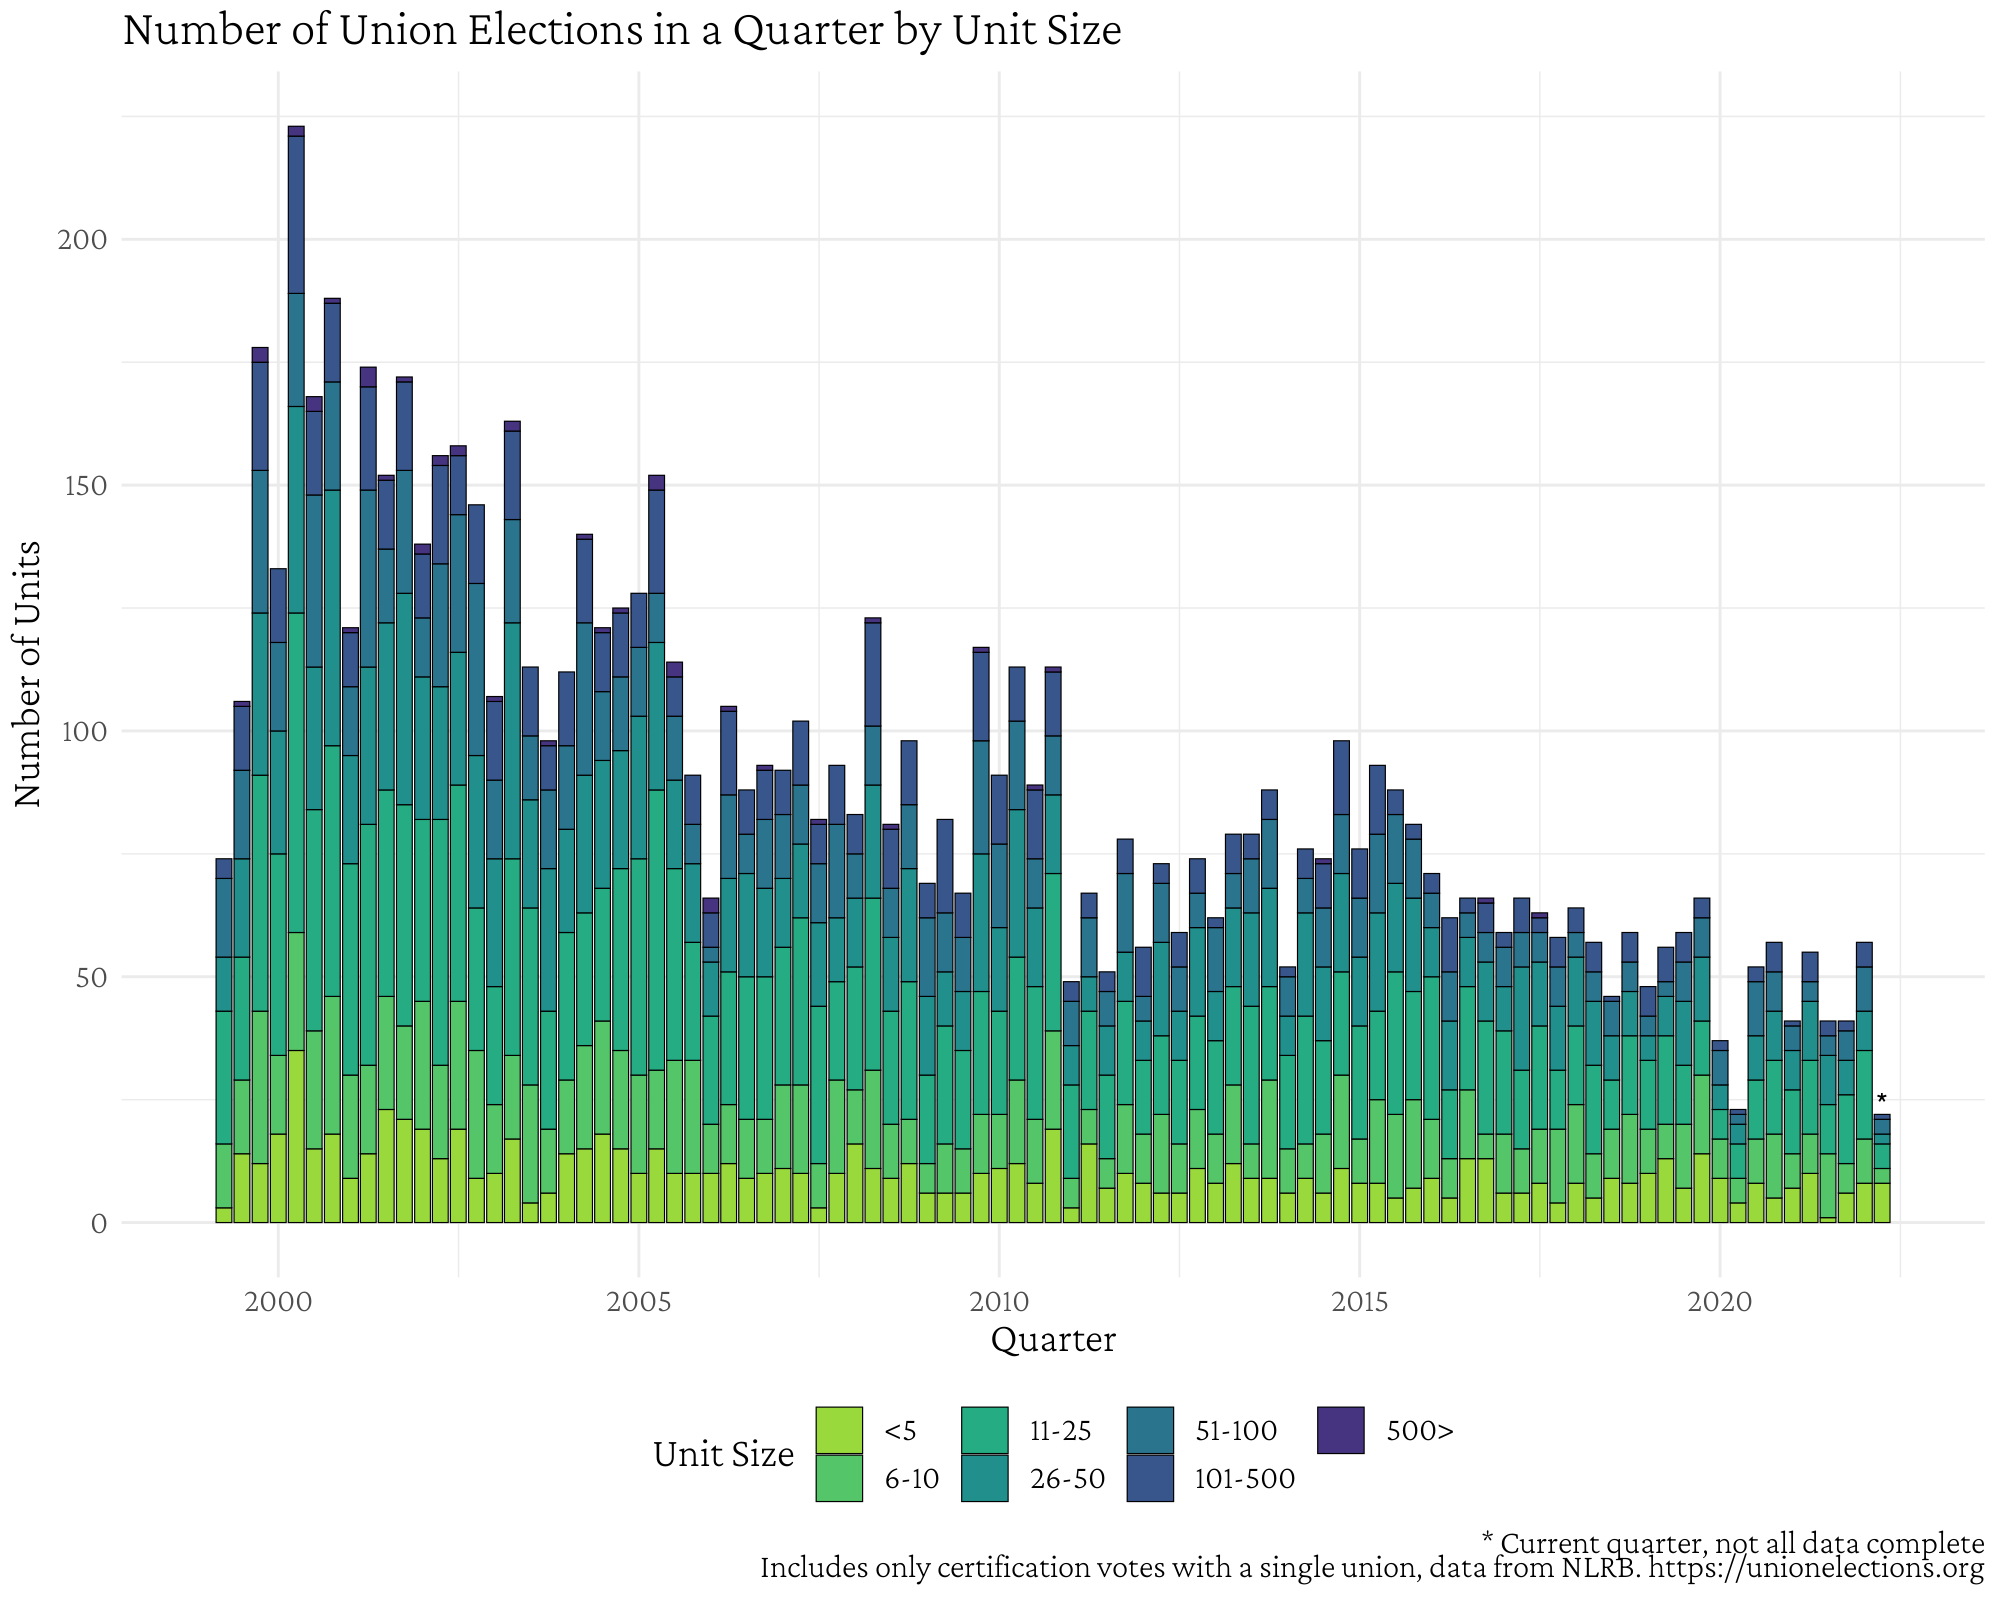 Number of Union Elections in a Quarter by Unit Size
Number of Units
200
150
100
50
0
*
2000 2005 2010 2015 2020
Quarter
Unit Size
<5 11-25 51-100 500>
6-10 26-50 101-500
* Current quarter, not all data complete
Includes only certification votes with a single union, data from NLRB. https://unionelections.org